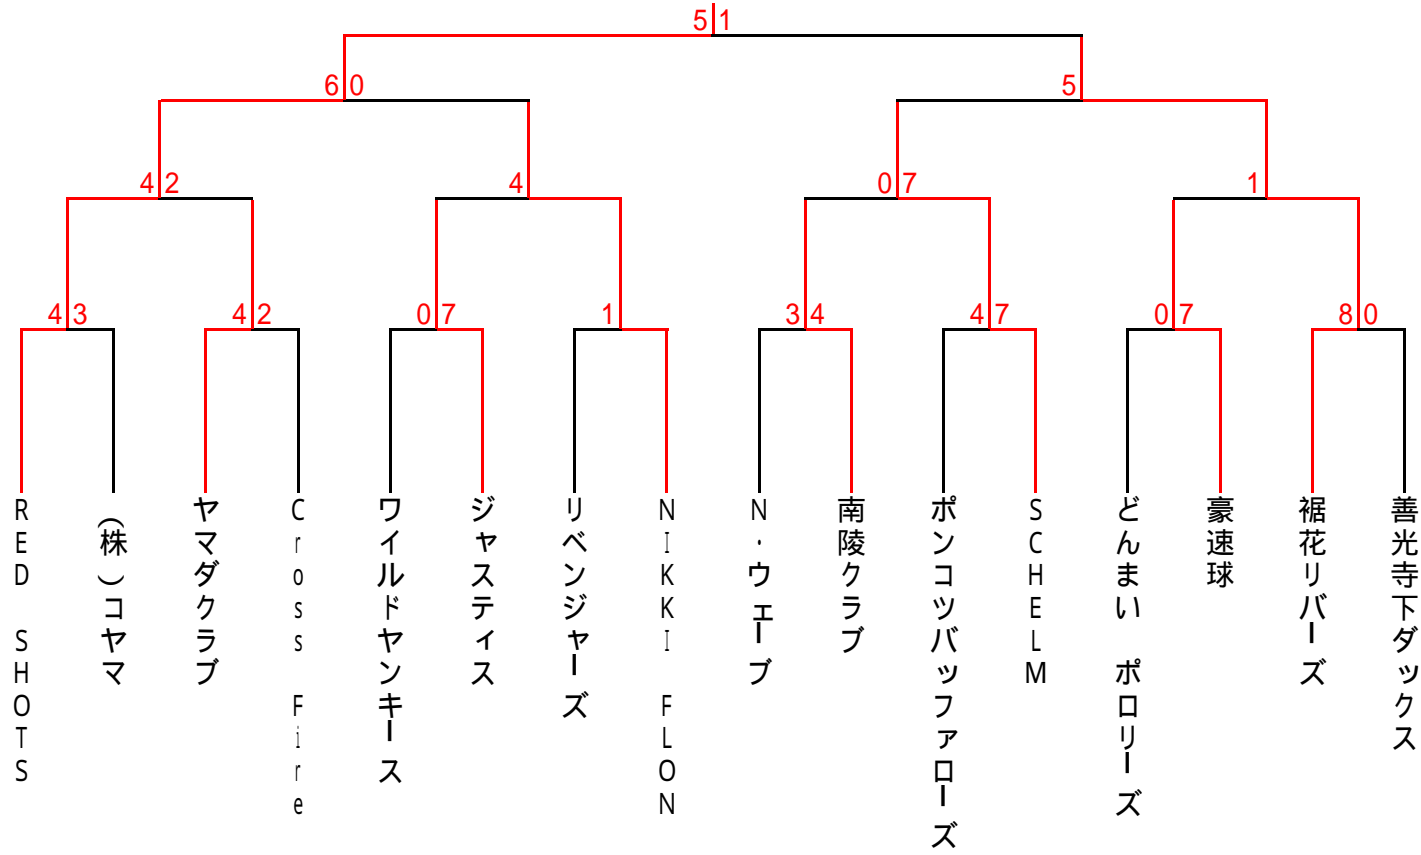 5 1
6 0
5
4 2
4
0 7
1
4 3
4 2
0 7
1
3 4
4 7
0 7
8 0
RED SHOTS
(株)コヤマ
ヤマダクラブ
Cross Fire
ワイルドヤンキース
ジャスティス
リベンジャーズ
NIKKI FLON
N・ウェーブ
南陵クラブ
ポンコツバッファローズ
SCHELM
どんまい ポロリーズ
豪速球
裾花リバーズ
善光寺下ダックス